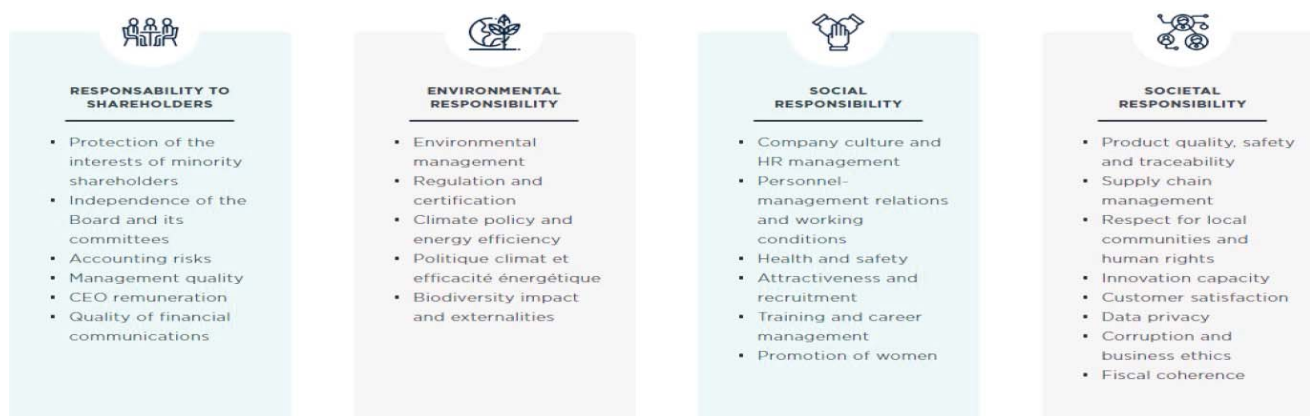 RESPONSABILITY TO
SHAREHOLDERS
▪ Protection of the
interests of minority
shareholders
▪ Independence of the
Board and its
committees
▪ Accounting risks
▪ Management quality
▪ CEO remuneration
▪ Quality of financial
communications
ENVIRONMENTAL
RESPONSIBILITY
▪ Environmental
management
▪ Regulation and
certification
▪ Climate policy and
energy efficiency
▪ Politique climat et
efficacité énergétique
▪ Biodiversity impact
and externalities
SOCIAL
RESPONSIBILITY
▪ Company culture and
HR management
▪ Personnel-
management relations
and working
conditions
▪ Health and safety
▪ Attractiveness and
recruitment
▪ Training and career
management
▪ Promotion of women
SOCIETAL
RESPONSIBILITY
▪ Product quality, safety
and traceability
▪ Supply chain
management
▪ Respect for local
communities and
human rights
▪ Innovation capacity
▪ Customer satisfaction
▪ Data privacy
▪ Corruption and
business ethics
▪ Fiscal coherence